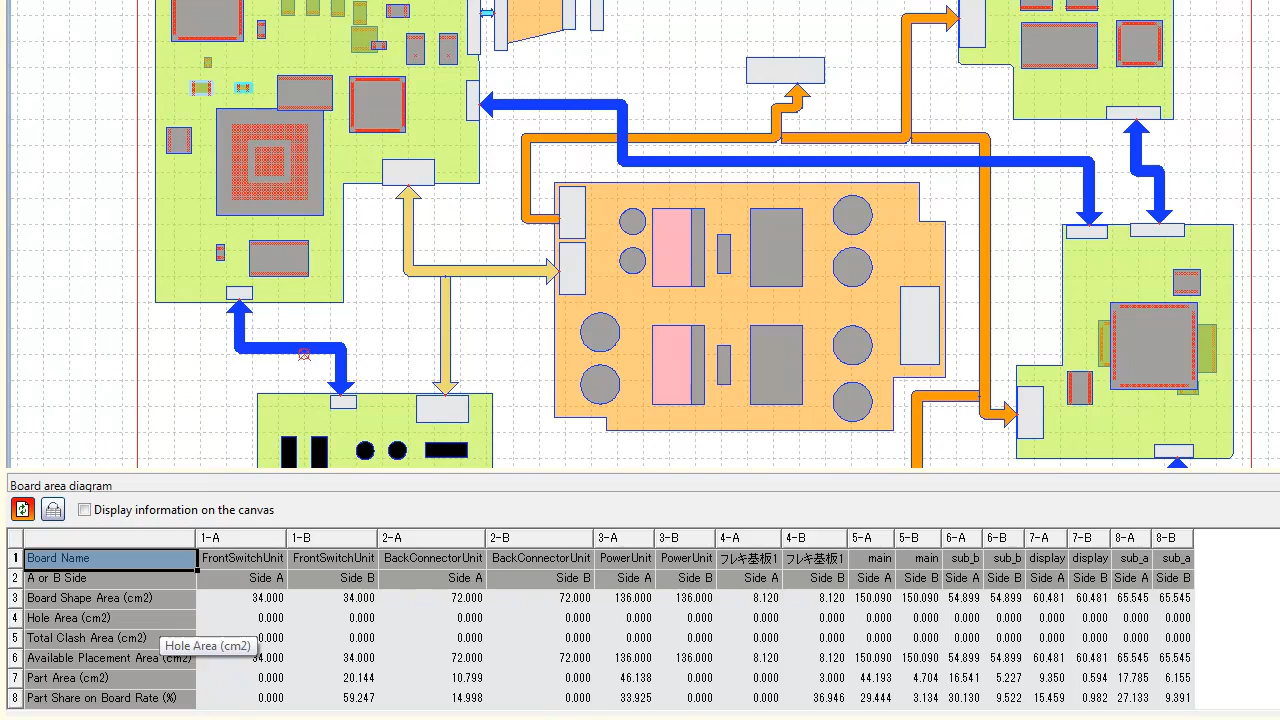 Board area diagram
Display information on the canvas
1-A 1-B 2-A 2-B 3-A 3-B 4-A 4-B 5-A 5-B 6-A 6-B 7-A 7-B 8-A 8-B
1 Board Name FrontSwitchUnit FrontSwitchUnit BackConnectorUnit BackConnectorUnit PowerUnit PowerUnit フレキ基板1 フレキ基板1 main main sub_b sub_b display display sub_a sub_a
2 A or B Side Side A Side B Side A Side B Side A Side B Side A Side B Side A Side B Side A Side B Side A Side B Side A Side B
3 Board Shape Area (cm2) 34.000 34.000 72.000 72.000 136.000 136.000 8.120 8.120 150.090 150.090 54.899 54.899 60.481 60.481 65.545 65.545
4 Hole Area (cm2) 0.000 0.000 0.000 0.000 0.000 0.000 0.000 0.000 0.000 0.000 0.000 0.000 0.000 0.000 0.000 0.000
5 Total Clash Area (cm2) 0.000 0.000 0.000 0.000 0.000 0.000 0.000 0.000 0.000 0.000 0.000 0.000 0.000 0.000 0.000 0.000
Hole Area (cm2)
6 Available Placement Area (cm2) 34.000 34.000 72.000 72.000 136.000 136.000 8.120 8.120 150.090 150.090 54.899 54.899 60.481 60.481 65.545 65.545
7 Part Area (cm2) 0.000 20.144 10.799 0.000 46.138 0.000 0.000 3.000 44.193 4.704 16.541 5.227 9.350 0.594 17.785 6.155
8 Part Share on Board Rate (%) 0.000 59.247 14.998 0.000 33.925 0.000 0.000 36.946 29.444 3.134 30.130 9.522 15.459 0.982 27.133 9.391